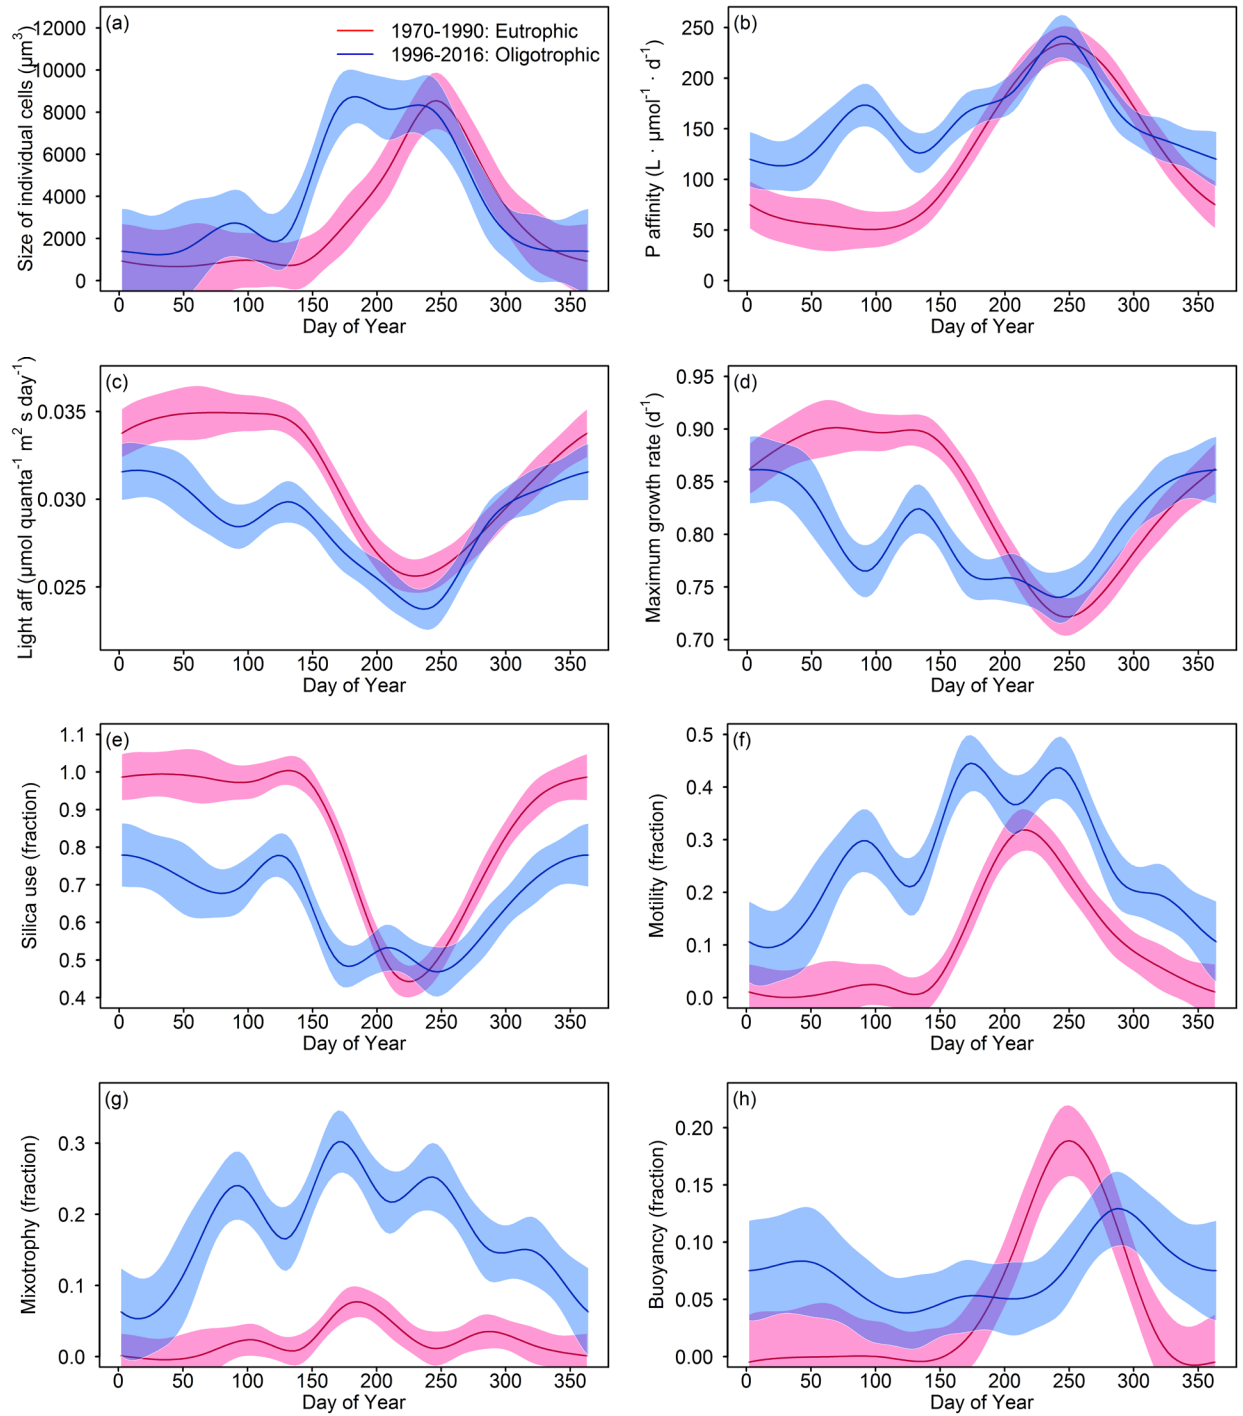 (a)
1970-1990: Eutrophic
1996-2016: Oligotrophic
Size of individual cells (µm³)
12000
10000
8000
6000
4000
2000
0
0 50 100 150 200 250 300 350
Day of Year
(b)
P affinity (L · µmol⁻¹ · d⁻¹)
250
200
150
100
50
0
0 50 100 150 200 250 300 350
Day of Year
(c)
Light aff (µmol quanta⁻¹ m² s day⁻¹)
0.035
0.030
0.025
0 50 100 150 200 250 300 350
Day of Year
(d)
Maximum growth rate (d⁻¹)
0.95
0.90
0.85
0.80
0.75
0.70
0 50 100 150 200 250 300 350
Day of Year
(e)
Silica use (fraction)
1.1
1.0
0.9
0.8
0.7
0.6
0.5
0.4
0 50 100 150 200 250 300 350
Day of Year
(f)
Motility (fraction)
0.5
0.4
0.3
0.2
0.1
0.0
0 50 100 150 200 250 300 350
Day of Year
(g)
Mixotrophy (fraction)
0.3
0.2
0.1
0.0
0 50 100 150 200 250 300 350
Day of Year
(h)
Buoyancy (fraction)
0.20
0.15
0.10
0.05
0.00
0 50 100 150 200 250 300 350
Day of Year